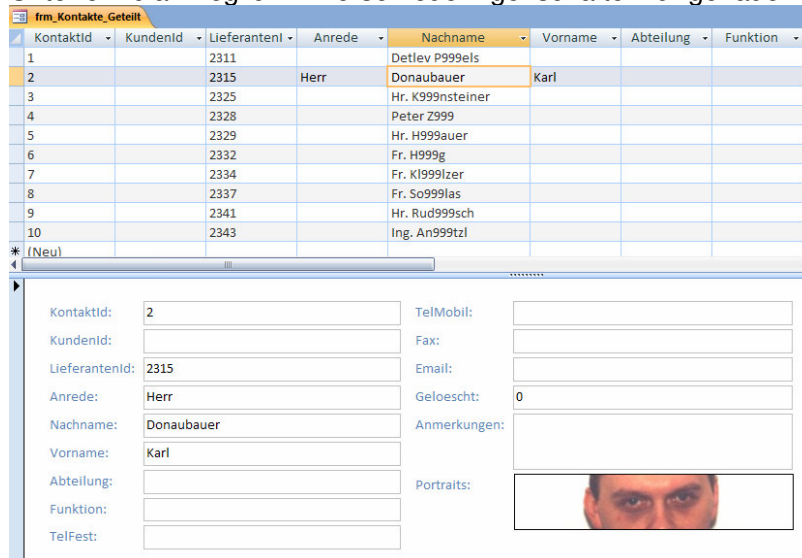 frm_Kontakte_Geteilt
KontaktId KundenId LieferantenI Anrede Nachname Vorname Abteilung Funktion
1 2311 Detlev P999els
2 2315 Herr Donaubauer Karl
3 2325 Hr. K999nsteiner
4 2328 Peter Z999
5 2329 Hr. H999auer
6 2332 Fr. H999g
7 2334 Fr. Kl999lzer
8 2337 Fr. So999las
9 2341 Hr. Rud999sch
10 2343 Ing. An999tzl
(Neu)
KontaktId: 2
KundenId:
LieferantenId: 2315
Anrede: Herr
Nachname: Donaubauer
Vorname: Karl
Abteilung:
Funktion:
TelFest:
TelMobil:
Fax:
Email:
Geloescht: 0
Anmerkungen:
Portraits: